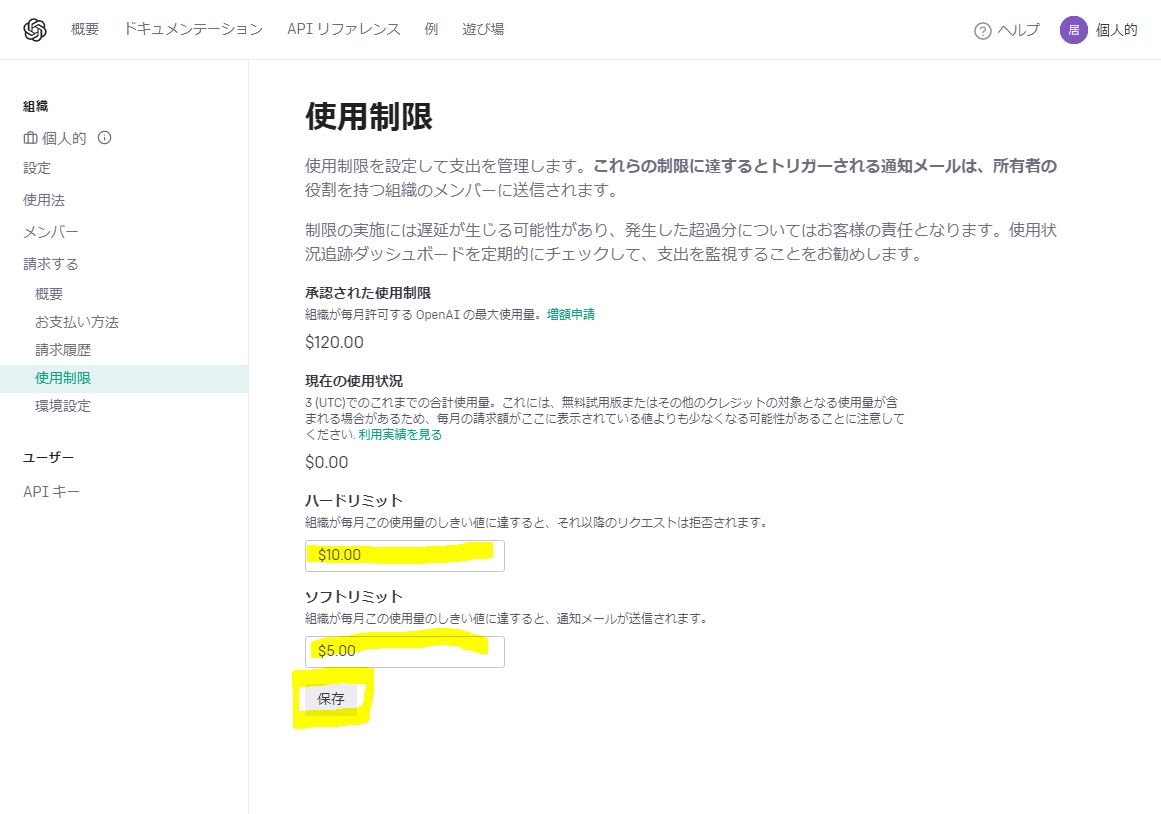 概要 ドキュメンテーション API リファレンス 例 遊び場 ヘルプ 居 個人的
組織
個人的
設定
使用法
メンバー
請求する
概要
お支払い方法
請求履歴
使用制限
環境設定
ユーザー
API キー
使用制限
使用制限を設定して支出を管理します。これらの制限に達するとトリガーされる通知メールは、所有者の
役割を持つ組織のメンバーに送信されます。
制限の実施には遅延が生じる可能性があり、発生した超過分についてはお客様の責任となります。使用状
況追跡ダッシュボードを定期的にチェックして、支出を監視することをお勧めします。
承認された使用制限
組織が毎月許可する OpenAI の最大使用量。増額申請
$120.00
現在の使用状況
3 (UTC)でのこれまでの合計使用量。これには、無料試用版またはその他のクレジットの対象となる使用量が含
まれる場合があるため、毎月の請求額がここに表示されている値よりも少なくなる可能性があることに注意して
ください. 利用実績を見る
$0.00
ハードリミット
組織が毎月この使用量のしきい値に達すると、それ以降のリクエストは拒否されます。
$10.00
ソフトリミット
組織が毎月この使用量のしきい値に達すると、通知メールが送信されます。
$5.00
保存